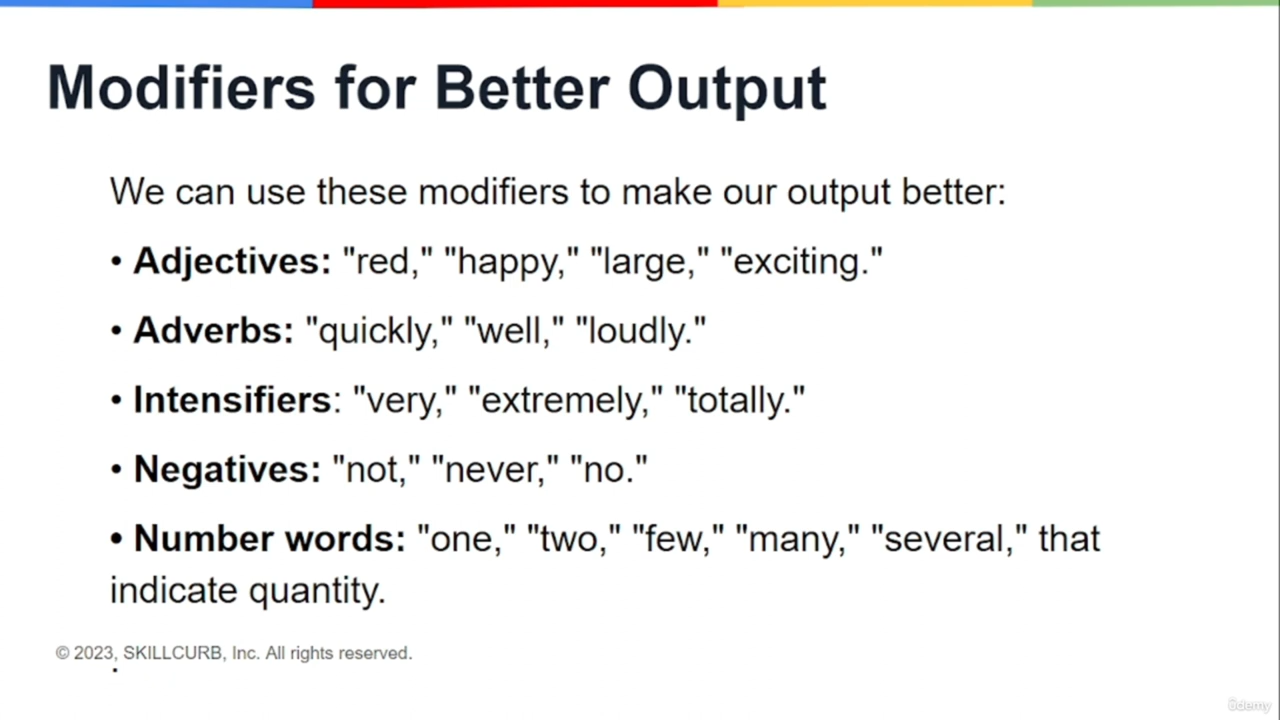 Modifiers for Better Output
We can use these modifiers to make our output better:
• Adjectives: "red," "happy," "large," "exciting."
• Adverbs: "quickly," "well," "loudly."
• Intensifiers: "very," "extremely," "totally."
• Negatives: "not," "never," "no."
• Number words: "one," "two," "few," "many," "several," that
indicate quantity.
© 2023, SKILLCURB, Inc. All rights reserved.
udemy